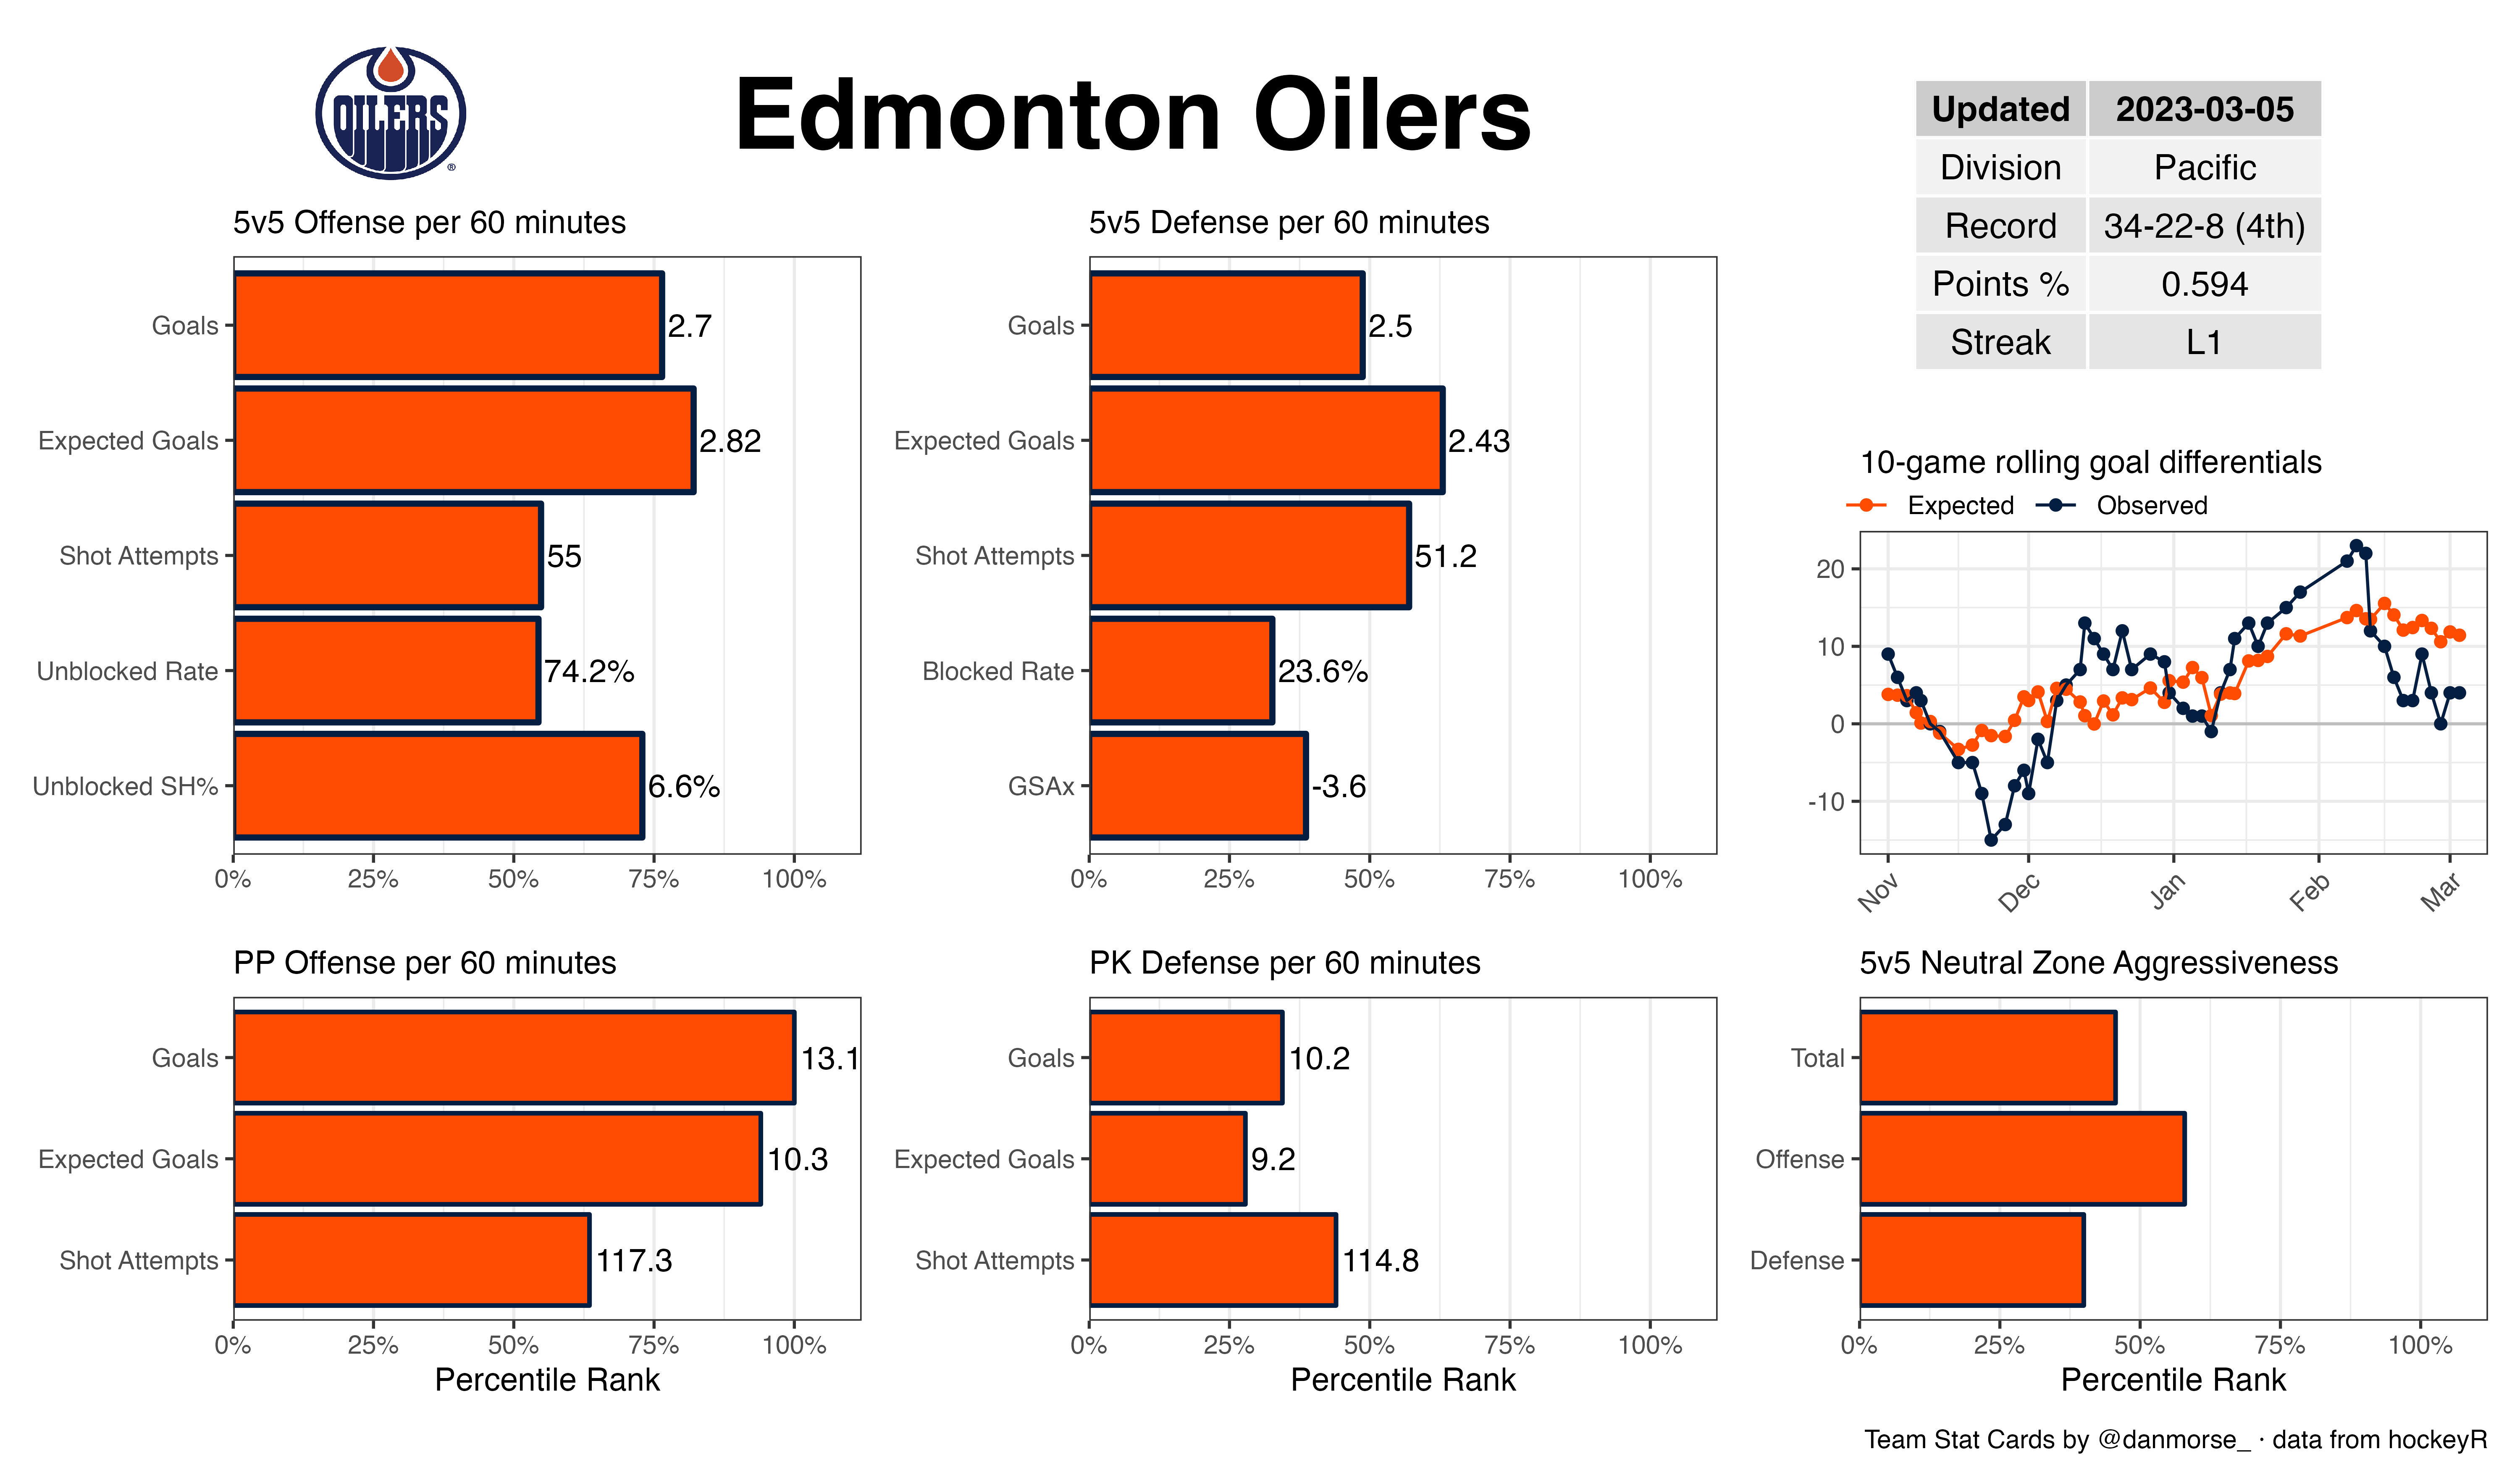 OILERS
®
Edmonton Oilers
Updated 2023-03-05
Division Pacific
Record 34-22-8 (4th)
Points % 0.594
Streak L1
5v5 Offense per 60 minutes
Goals 2.7
Expected Goals 2.82
Shot Attempts 55
Unblocked Rate 74.2%
Unblocked SH% 6.6%
0% 25% 50% 75% 100%
5v5 Defense per 60 minutes
Goals 2.5
Expected Goals 2.43
Shot Attempts 51.2
Blocked Rate 23.6%
GSAx -3.6
0% 25% 50% 75% 100%
10-game rolling goal differentials
Expected Observed
20
10
0
-10
Nov Dec Jan Feb Mar
PP Offense per 60 minutes
Goals 13.1
Expected Goals 10.3
Shot Attempts 117.3
0% 25% 50% 75% 100%
Percentile Rank
PK Defense per 60 minutes
Goals 10.2
Expected Goals 9.2
Shot Attempts 114.8
0% 25% 50% 75% 100%
Percentile Rank
5v5 Neutral Zone Aggressiveness
Total
Offense
Defense
0% 25% 50% 75% 100%
Percentile Rank
Team Stat Cards by @danmorse_ · data from hockeyR